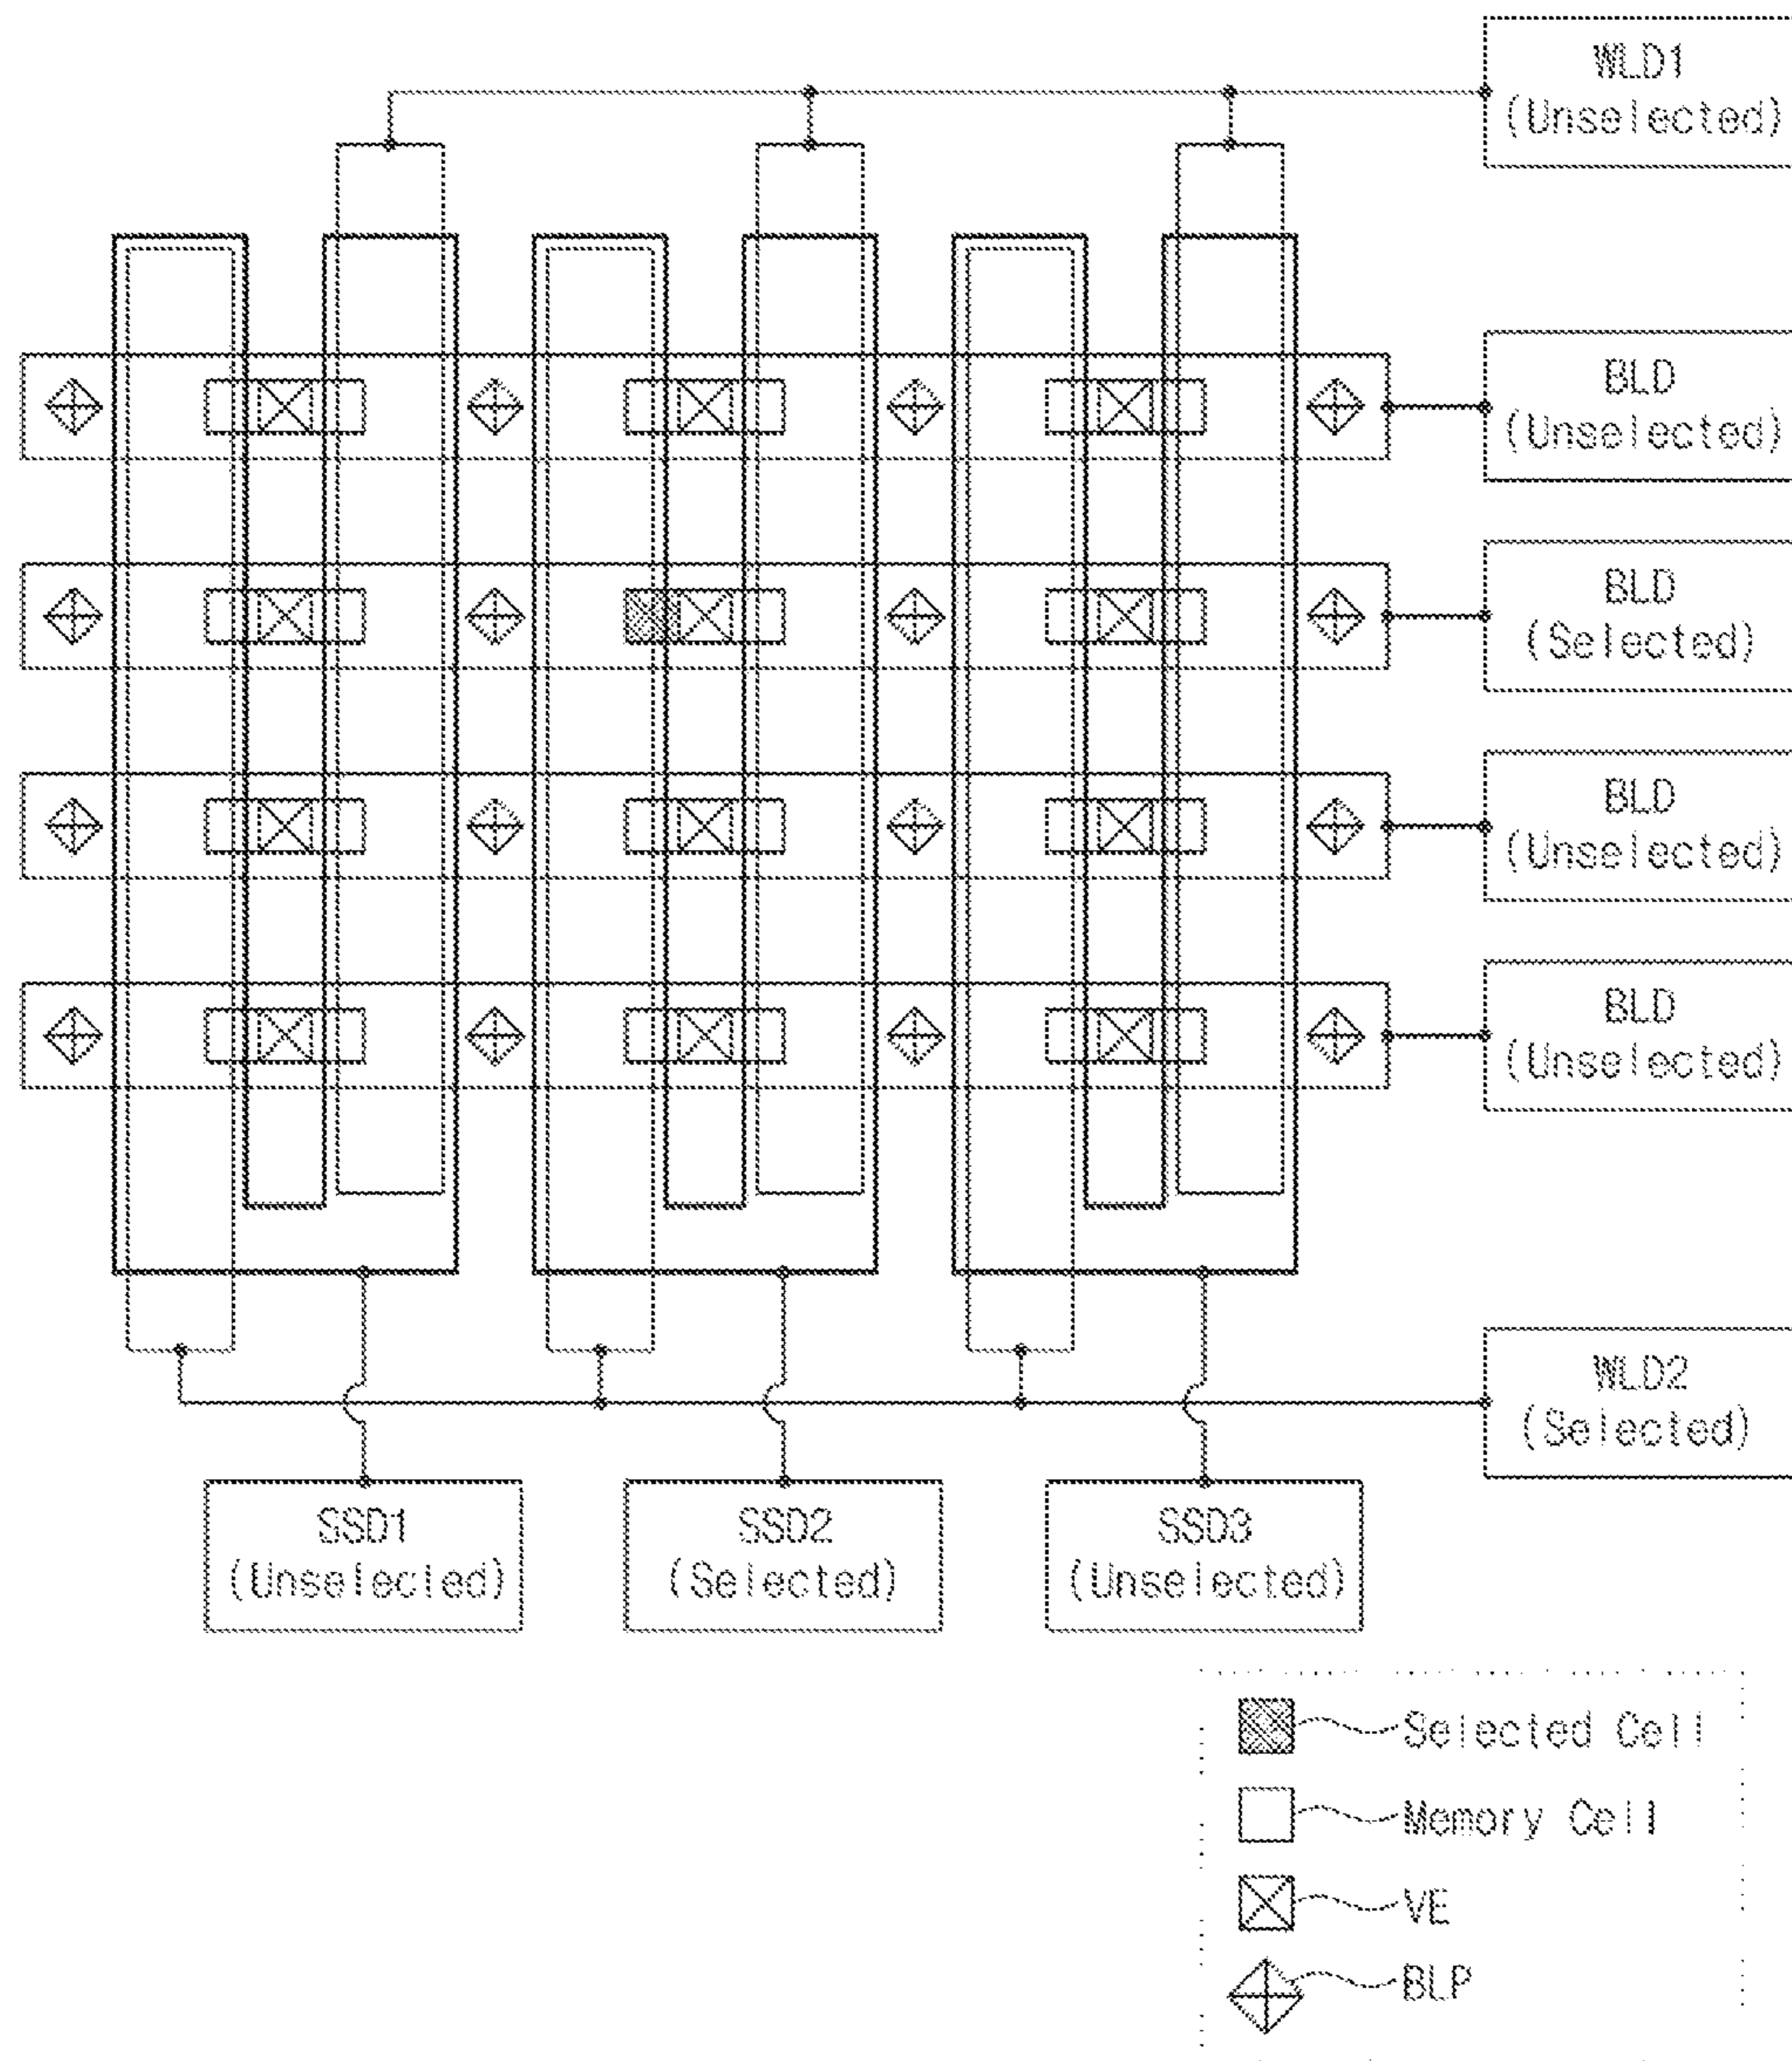 WLD1
(Unselected)
BLD
(Unselected)
BLD
(Selected)
BLD
(Unselected)
BLD
(Unselected)
WLD2
(Selected)
SSD1
(Unselected)
SSD2
(Selected)
SSD3
(Unselected)
Selected Cell
Memory Cell
VE
BLP